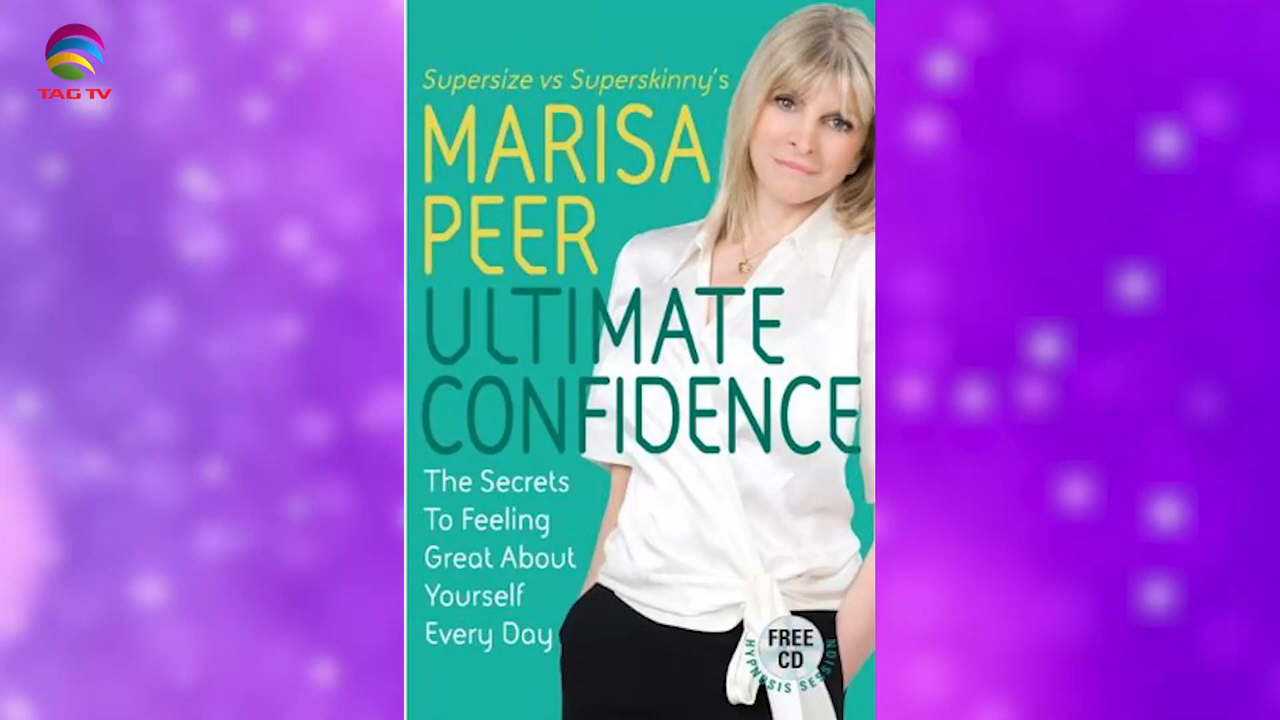 TAG TV
Supersize vs Superskinny's
MARISA
PEER
ULTIMATE
CONFIDENCE
The Secrets
To Feeling
Great About
Yourself
Every Day
FREE
CD
HYPNOSIS SESSION